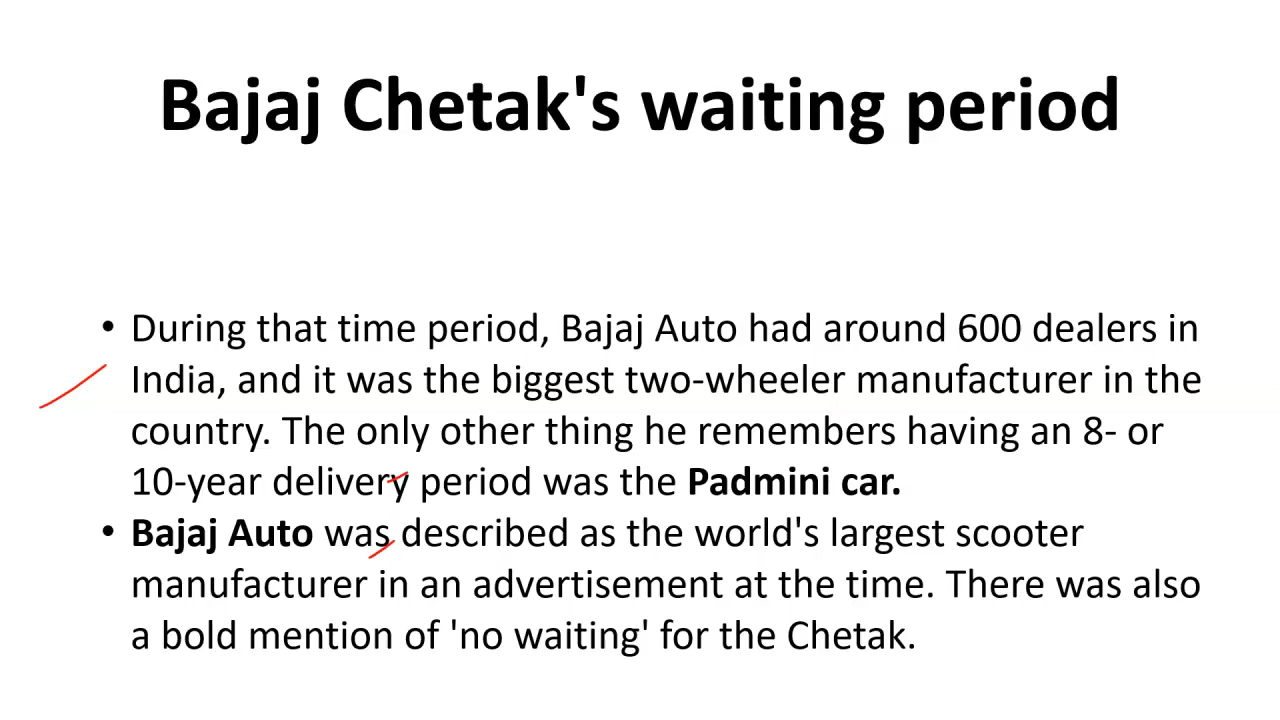 Bajaj Chetak's waiting period
• During that time period, Bajaj Auto had around 600 dealers in
India, and it was the biggest two-wheeler manufacturer in the
country. The only other thing he remembers having an 8- or
10-year delivery period was the Padmini car.
• Bajaj Auto was described as the world's largest scooter
manufacturer in an advertisement at the time. There was also
a bold mention of 'no waiting' for the Chetak.